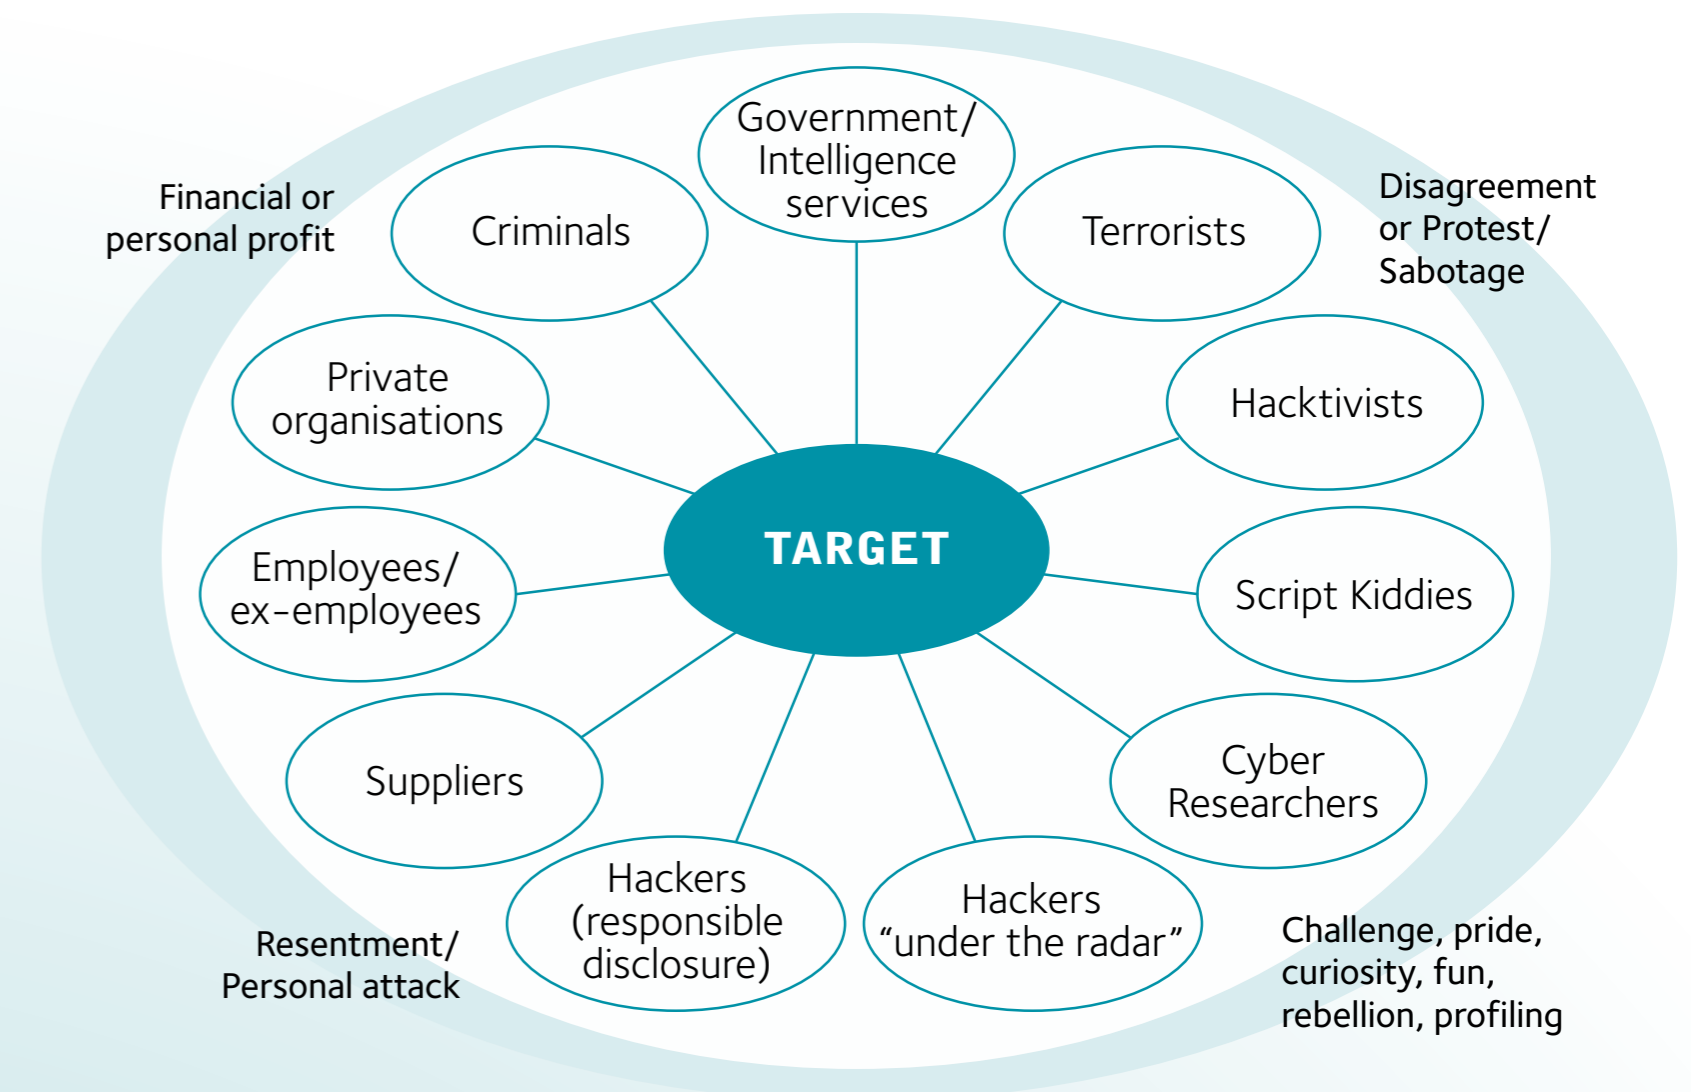 Government/
Intelligence
services
Criminals
Terrorists
Financial or
personal profit
Disagreement
or Protest/
Sabotage
Private
organisations
Hacktivists
TARGET
Employees/
ex-employees
Script Kiddies
Suppliers
Cyber
Researchers
Hackers
(responsible
disclosure)
Hackers
“under the radar”
Resentment/
Personal attack
Challenge, pride,
curiosity, fun,
rebellion, profiling